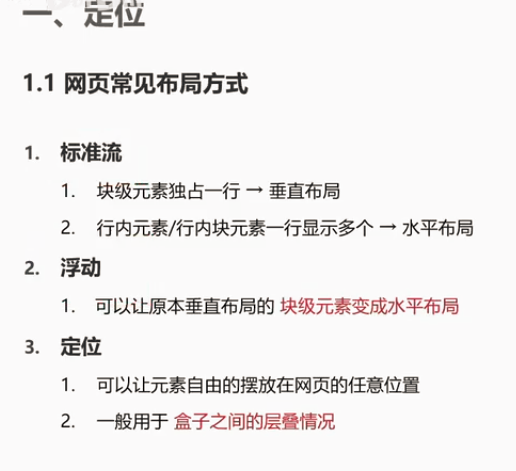 一、定位
1.1 网页常见布局方式
1. 标准流
1. 块级元素独占一行 → 垂直布局
2. 行内元素/行内块元素一行显示多个 → 水平布局
2. 浮动
1. 可以让原本垂直布局的 块级元素变成水平布局
3. 定位
1. 可以让元素自由的摆放在网页的任意位置
2. 一般用于 盒子之间的层叠情况